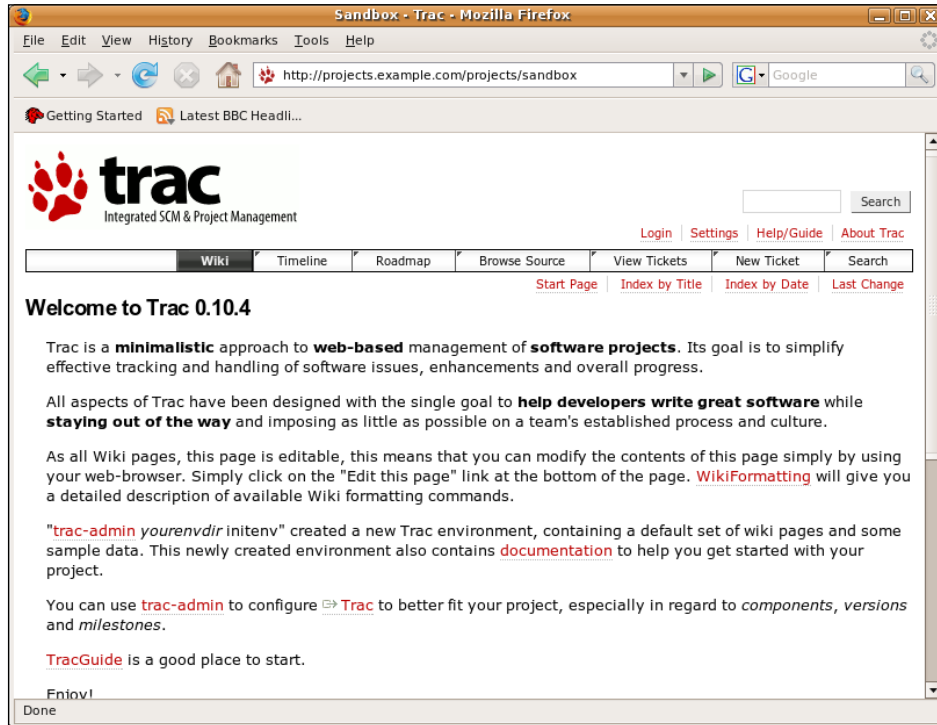 Sandbox - Trac - Mozilla Firefox
File Edit View History Bookmarks Tools Help
http://projects.example.com/projects/sandbox G Google
Getting Started Latest BBC Headli...
trac
Integrated SCM & Project Management
Search
Login Settings Help/Guide About Trac
Wiki Timeline Roadmap Browse Source View Tickets New Ticket Search
Start Page Index by Title Index by Date Last Change
Welcome to Trac 0.10.4
Trac is a minimalistic approach to web-based management of software projects. Its goal is to simplify
effective tracking and handling of software issues, enhancements and overall progress.
All aspects of Trac have been designed with the single goal to help developers write great software while
staying out of the way and imposing as little as possible on a team's established process and culture.
As all Wiki pages, this page is editable, this means that you can modify the contents of this page simply by using
your web-browser. Simply click on the "Edit this page" link at the bottom of the page. WikiFormatting will give you
a detailed description of available Wiki formatting commands.
"trac-admin yourenvdir initenv" created a new Trac environment, containing a default set of wiki pages and some
sample data. This newly created environment also contains documentation to help you get started with your
project.
You can use trac-admin to configure Trac to better fit your project, especially in regard to components, versions
and milestones.
TracGuide is a good place to start.
Enjoy!
Done